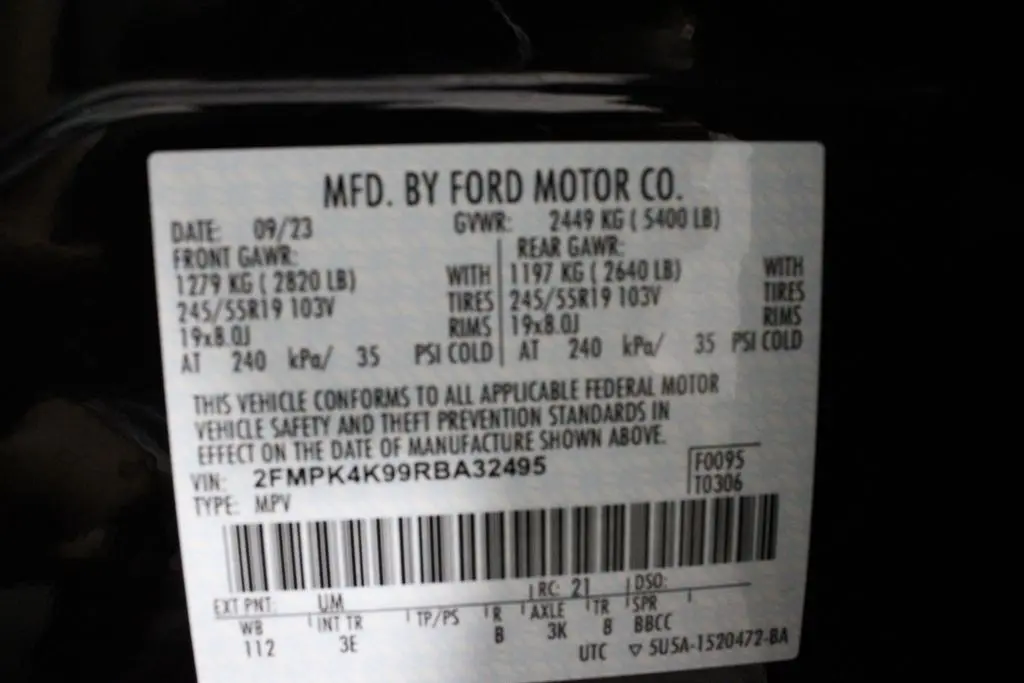 MFD. BY FORD MOTOR CO.
DATE: 09/23 GVWR: 2449 KG ( 5400 LB)
FRONT GAWR: REAR GAWR:
1279 KG ( 2820 LB) WITH 1197 KG ( 2640 LB) WITH
245/55R19 103V TIRES 245/55R19 103V TIRES
19x8.0J RIMS 19x8.0J RIMS
AT 240 kPa/ 35 PSI COLD AT 240 kPa/ 35 PSI COLD
THIS VEHICLE CONFORMS TO ALL APPLICABLE FEDERAL MOTOR
VEHICLE SAFETY AND THEFT PREVENTION STANDARDS IN
EFFECT ON THE DATE OF MANUFACTURE SHOWN ABOVE.
VIN: 2FMPK4K99RBA32495 F0095
TYPE: MPV T0306
EXT PNT: UM RC: 21 DSO:
WB INT TR TP/PS R AXLE TR SPR
112 3E B 3K B BBCC
UTC ▽ 5U5A-1520472-BA